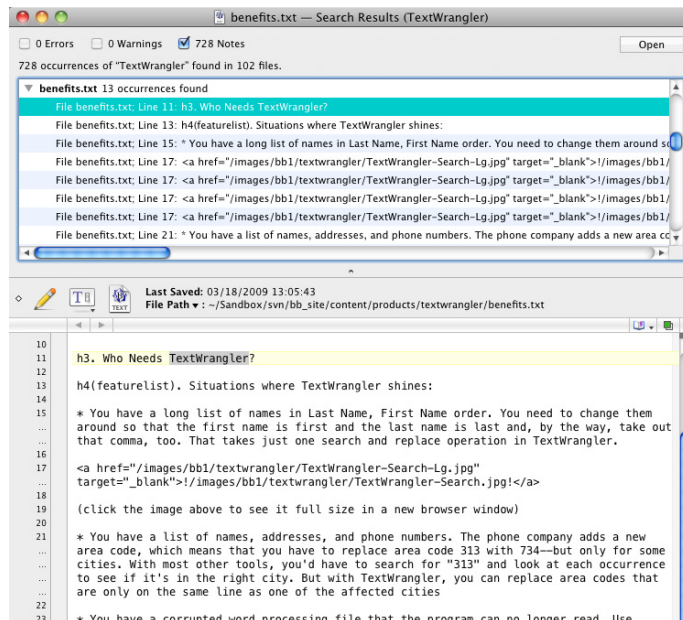 benefits.txt — Search Results (TextWrangler)
0 Errors 0 Warnings 728 Notes Open
728 occurrences of "TextWrangler" found in 102 files.
benefits.txt 13 occurrences found
File benefits.txt; Line 11: h3. Who Needs TextWrangler?
File benefits.txt; Line 13: h4(featurelist). Situations where TextWrangler shines:
File benefits.txt; Line 15: * You have a long list of names in Last Name, First Name order. You need to change them around so
File benefits.txt; Line 17: <a href="/images/bb1/textwrangler/TextWrangler-Search-Lg.jpg" target="_blank">!/images/bb1/
File benefits.txt; Line 17: <a href="/images/bb1/textwrangler/TextWrangler-Search-Lg.jpg" target="_blank">!/images/bb1/
File benefits.txt; Line 17: <a href="/images/bb1/textwrangler/TextWrangler-Search-Lg.jpg" target="_blank">!/images/bb1/
File benefits.txt; Line 17: <a href="/images/bb1/textwrangler/TextWrangler-Search-Lg.jpg" target="_blank">!/images/bb1/
File benefits.txt; Line 21: * You have a list of names, addresses, and phone numbers. The phone company adds a new area
Last Saved: 03/18/2009 13:05:43
File Path ▾ : ~/Sandbox/svn/bb_site/content/products/textwrangler/benefits.txt
TEXT
10
11 h3. Who Needs TextWrangler?
12
13 h4(featurelist). Situations where TextWrangler shines:
14
15 * You have a long list of names in Last Name, First Name order. You need to change them
... around so that the first name is first and the last name is last and, by the way, take out
... that comma, too. That takes just one search and replace operation in TextWrangler.
16
17 <a href="/images/bb1/textwrangler/TextWrangler-Search-Lg.jpg"
... target="_blank">!/images/bb1/textwrangler/TextWrangler-Search.jpg!</a>
18
19 (click the image above to see it full size in a new browser window)
20
21 * You have a list of names, addresses, and phone numbers. The phone company adds a new
... area code, which means that you have to replace area code 313 with 734--but only for some
... cities. With most other tools, you'd have to search for "313" and look at each occurrence
... to see if it's in the right city. But with TextWrangler, you can replace area codes that
... are only on the same line as one of the affected cities
22
23 * You have a corrupted word processing file that the program can no longer read. Use